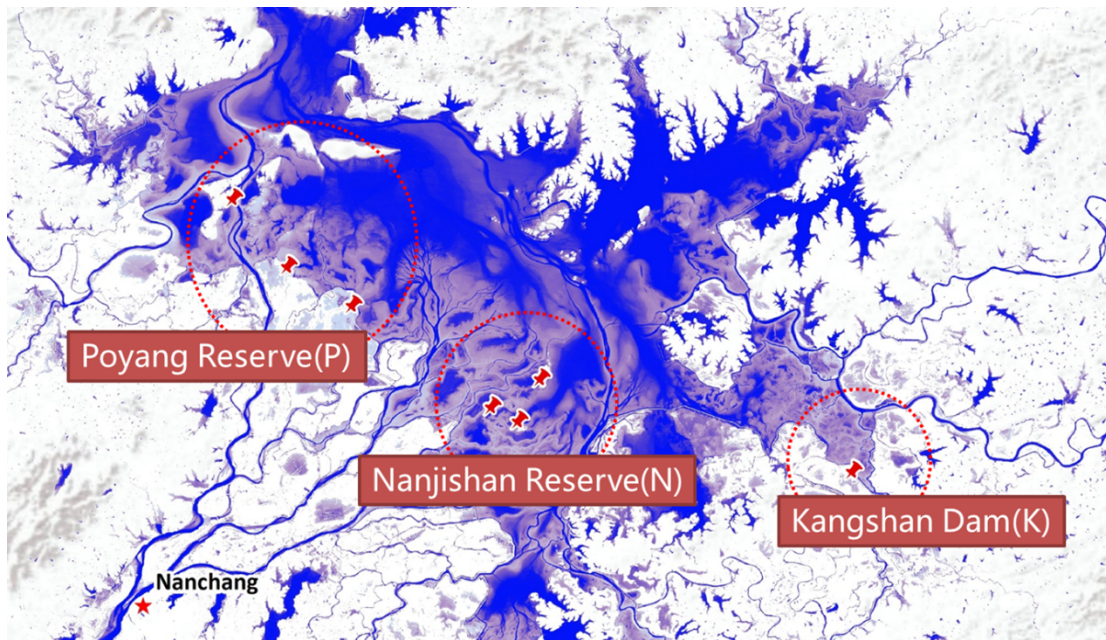 Poyang Reserve(P)
Nanjishan Reserve(N)
Kangshan Dam(K)
Nanchang